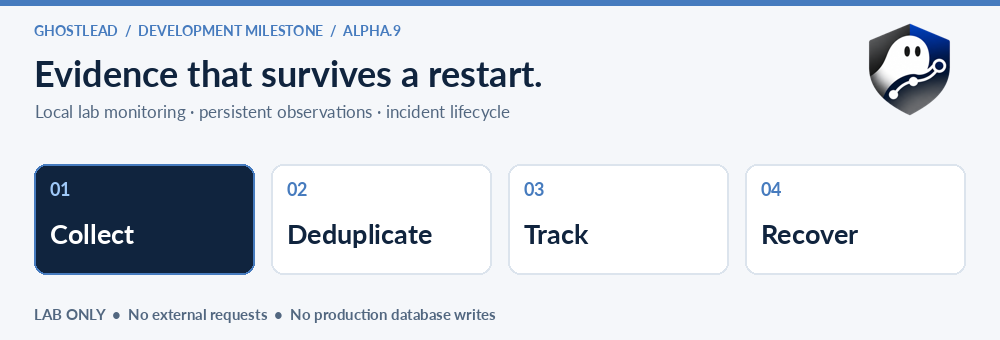 GHOSTLEAD / DEVELOPMENT MILESTONE / ALPHA.9
Evidence that survives a restart.
Local lab monitoring · persistent observations · incident lifecycle
01
Collect
02
Deduplicate
03
Track
04
Recover
LAB ONLY ● No external requests ● No production database writes